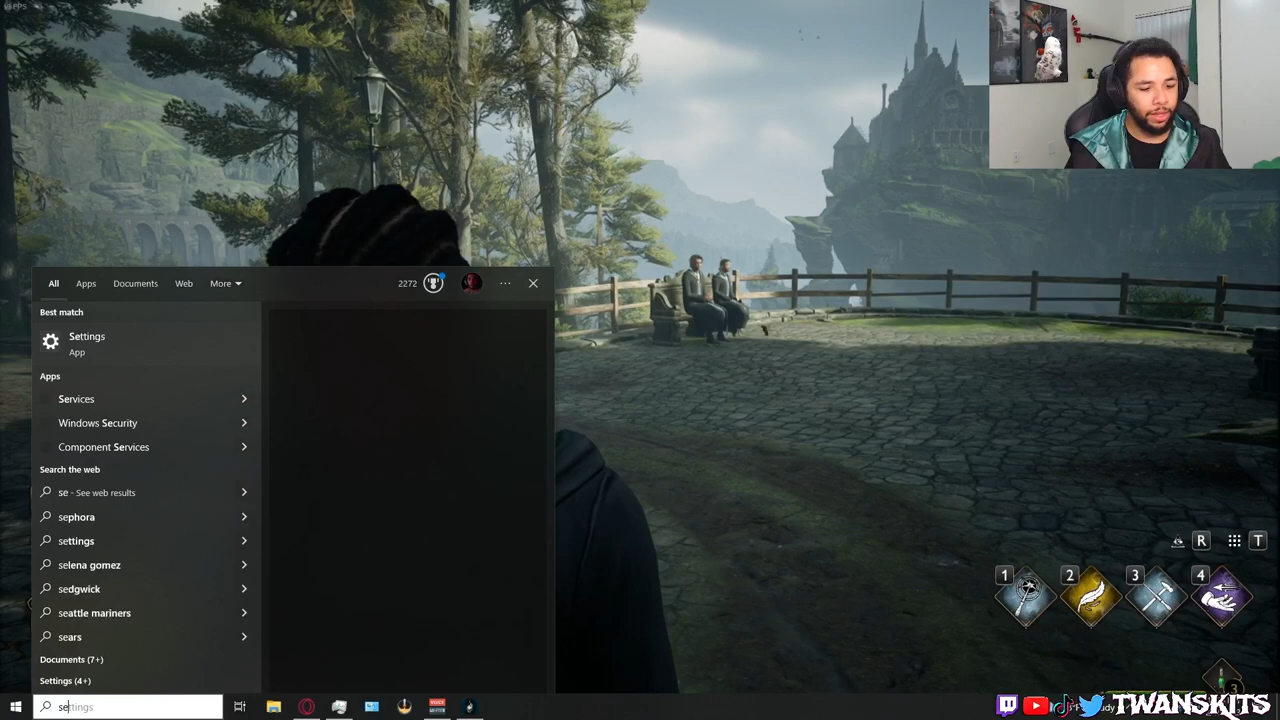 All Apps Documents Web More 2272
Best match
Settings
App
Apps
Services
Windows Security
Component Services
Search the web
se - See web results
sephora
settings
selena gomez
sedgwick
seattle mariners
sears
Documents (7+)
Settings (4+)
settings
R T
1 2 3 4
3
TWANSKITS